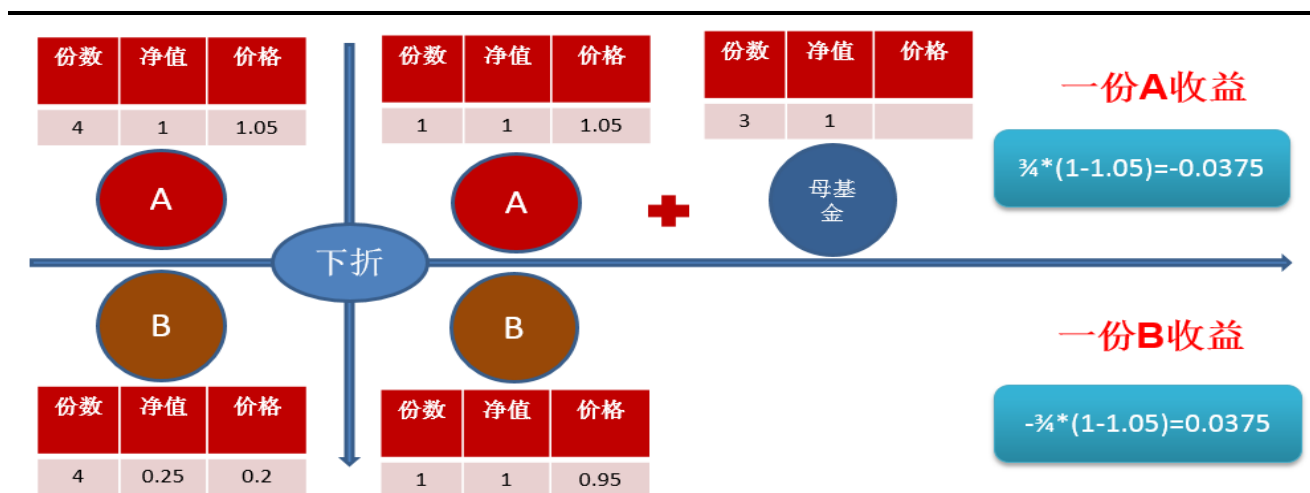 份数 净值 价格
4 1 1.05
份数 净值 价格
1 1 1.05
份数 净值 价格
3 1
一份A收益
¾*(1-1.05)=-0.0375
A
A
母基
金
下折
B
B
一份B收益
-¾*(1-1.05)=0.0375
份数 净值 价格
4 0.25 0.2
份数 净值 价格
1 1 0.95